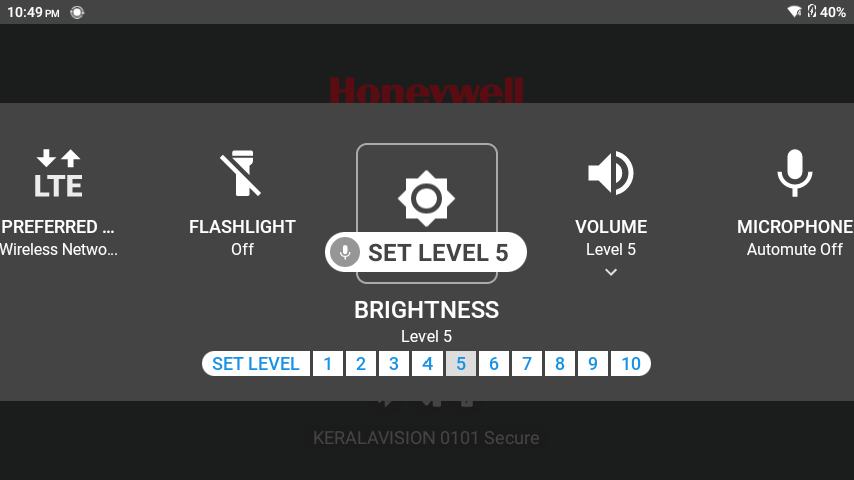 10:49 PM
40%
Honeywell
LTE
PREFERRED ...
Wireless Netwo...
FLASHLIGHT
Off
SET LEVEL 5
BRIGHTNESS
Level 5
VOLUME
Level 5
MICROPHONE
Automute Off
SET LEVEL 1 2 3 4 5 6 7 8 9 10
KERALAVISION 0101 Secure